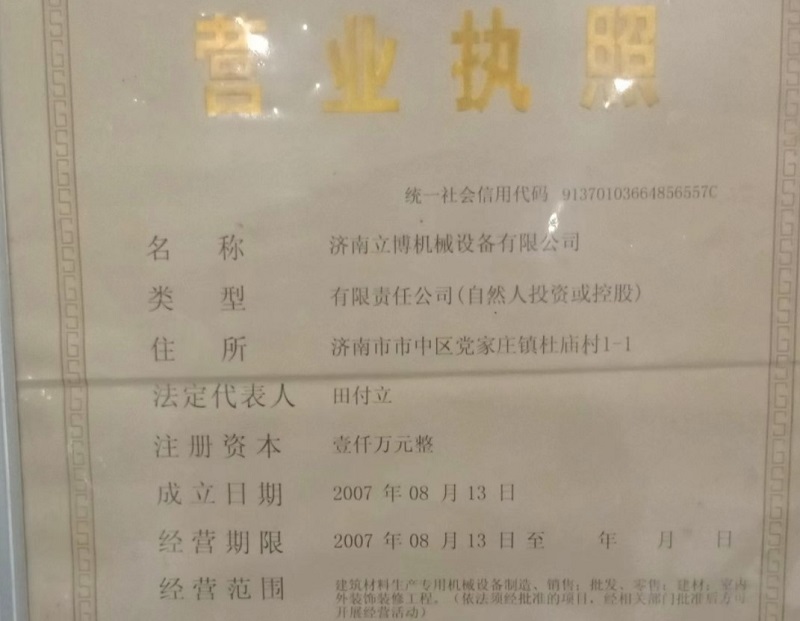 营业执照
统一社会信用代码 91370103664856557C
名称 济南立博机械设备有限公司
类型 有限责任公司(自然人投资或控股)
住所 济南市市中区党家庄镇杜庙村1-1
法定代表人 田付立
注册资本 壹仟万元整
成立日期 2007 年 08 月 13 日
经营期限 2007 年 08 月 13 日 至 年 月 日
经营范围 建筑材料生产专用机械设备制造、销售；批发、零售：建材；室内
外装饰装修工程。（依法须经批准的项目，经相关部门批准后方可
开展经营活动）